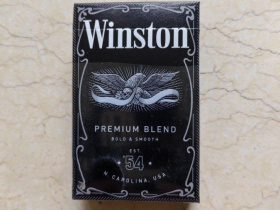 Winston
PREMIUM BLEND
BOLD & SMOOTH
EST.
'54
N. CAROLINA, USA